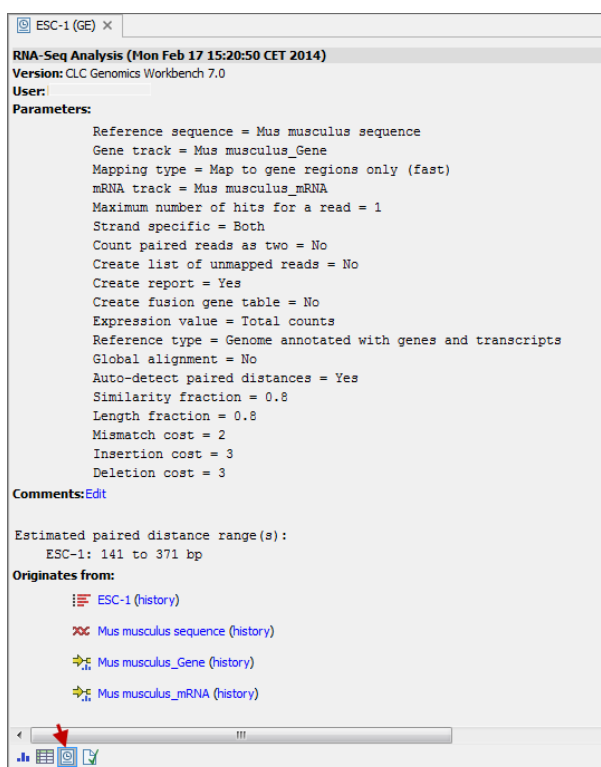 ESC-1 (GE)
RNA-Seq Analysis (Mon Feb 17 15:20:50 CET 2014)
Version: CLC Genomics Workbench 7.0
User:
Parameters:
Reference sequence = Mus musculus sequence
Gene track = Mus musculus_Gene
Mapping type = Map to gene regions only (fast)
mRNA track = Mus musculus_mRNA
Maximum number of hits for a read = 1
Strand specific = Both
Count paired reads as two = No
Create list of unmapped reads = No
Create report = Yes
Create fusion gene table = No
Expression value = Total counts
Reference type = Genome annotated with genes and transcripts
Global alignment = No
Auto-detect paired distances = Yes
Similarity fraction = 0.8
Length fraction = 0.8
Mismatch cost = 2
Insertion cost = 3
Deletion cost = 3
Comments:Edit
Estimated paired distance range(s):
ESC-1: 141 to 371 bp
Originates from:
ESC-1 (history)
Mus musculus sequence (history)
Mus musculus_Gene (history)
Mus musculus_mRNA (history)